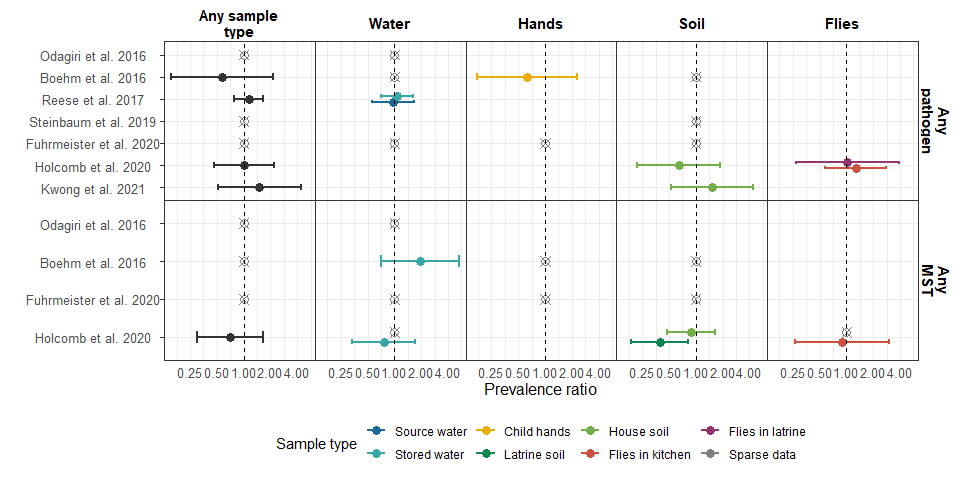 Any sample
type
Water
Hands
Soil
Flies
Odagiri et al. 2016
Boehm et al. 2016
Reese et al. 2017
Steinbaum et al. 2019
Fuhrmeister et al. 2020
Holcomb et al. 2020
Kwong et al. 2021
Any
pathogen
Odagiri et al. 2016
Boehm et al. 2016
Fuhrmeister et al. 2020
Holcomb et al. 2020
Any
MST
0.25 0.50 1.00 2.00 4.00
0.25 0.50 1.00 2.00 4.00
0.25 0.50 1.00 2.00 4.00
0.25 0.50 1.00 2.00 4.00
0.25 0.50 1.00 2.00 4.00
Prevalence ratio
Sample type
Source water
Child hands
House soil
Flies in latrine
Stored water
Latrine soil
Flies in kitchen
Sparse data